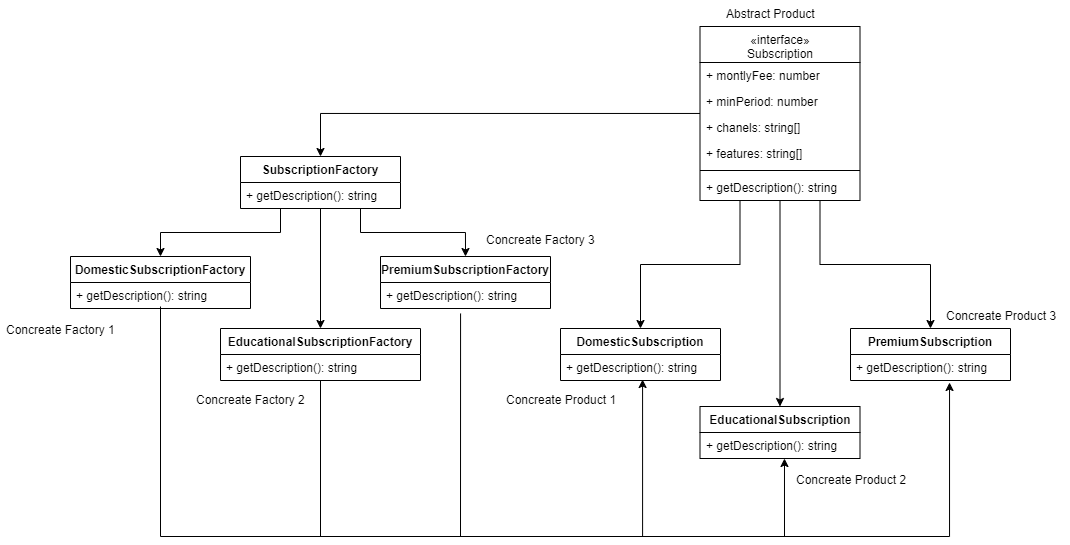 Abstract Product
«interface»
Subscription
+ montlyFee: number
+ minPeriod: number
+ chanels: string[]
+ features: string[]
+ getDescription(): string
SubscriptionFactory
+ getDescription(): string
Concreate Factory 3
DomesticSubscriptionFactory
+ getDescription(): string
PremiumSubscriptionFactory
+ getDescription(): string
Concreate Factory 1
EducationalSubscriptionFactory
+ getDescription(): string
Concreate Factory 2
DomesticSubscription
+ getDescription(): string
Concreate Product 1
Concreate Product 3
PremiumSubscription
+ getDescription(): string
EducationalSubscription
+ getDescription(): string
Concreate Product 2